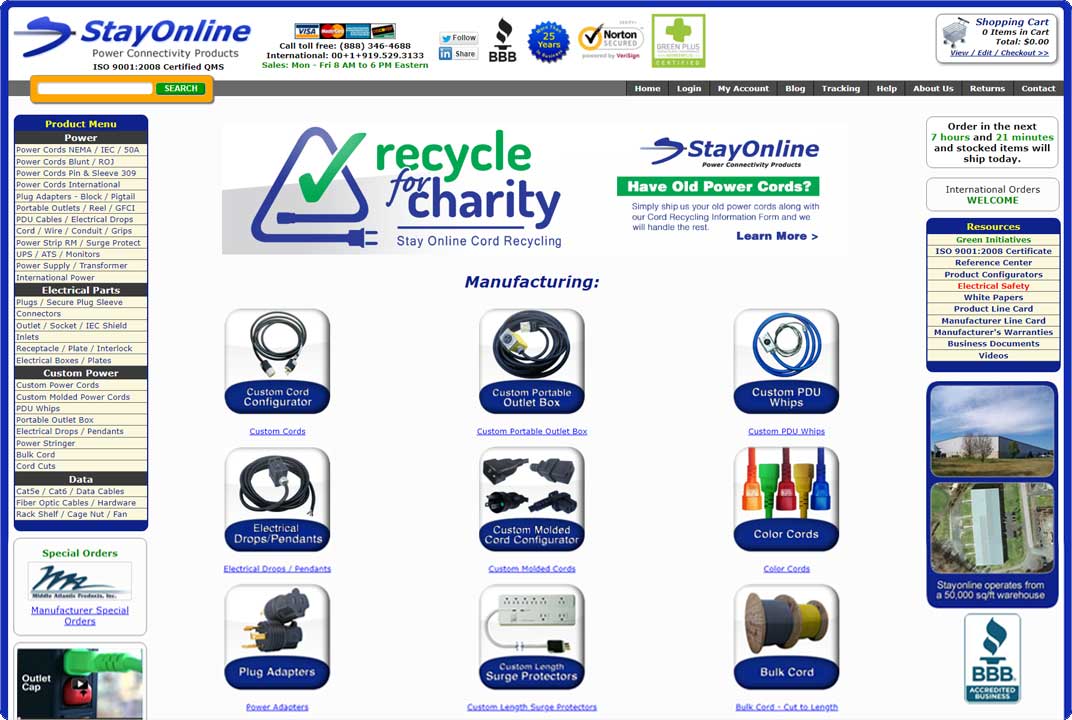 StayOnline
Power Connectivity Products
ISO 9001:2008 Certified QMS
VISA
Call toll free: (888) 346-4688
International: 00+1+919.529.3133
Sales: Mon - Fri 8 AM to 6 PM Eastern
Follow
Share
BBB
25
Years
Norton
SECURED
powered by VeriSign
GREEN PLUS
CERTIFIED
Shopping Cart
0 Items in Cart
Total: $0.00
View / Edit / Checkout >>
SEARCH
Home
Login
My Account
Blog
Tracking
Help
About Us
Returns
Contact
Product Menu
Power
Power Cords NEMA / IEC / 50A
Power Cords Blunt / ROJ
Power Cords Pin & Sleeve 309
Power Cords International
Plug Adapters - Block / Pigtail
Portable Outlets / Reel / GFCI
PDU Cables / Electrical Drops
Cord / Wire / Conduit / Grips
Power Strip RM / Surge Protect
UPS / ATS / Monitors
Power Supply / Transformer
International Power
Electrical Parts
Plugs / Secure Plug Sleeve
Connectors
Outlet / Socket / IEC Shield
Inlets
Receptacle / Plate / Interlock
Electrical Boxes / Plates
Custom Power
Custom Power Cords
Custom Molded Power Cords
PDU Whips
Portable Outlet Box
Electrical Drops / Pendants
Power Stringer
Bulk Cord
Cord Cuts
Data
Cat5e / Cat6 / Data Cables
Fiber Optic Cables / Hardware
Rack Shelf / Cage Nut / Fan
Special Orders
Middle Atlantic Products, Inc.
Manufacturer Special
Orders
Outlet
Cap
recycle
for
charity
Stay Online Cord Recycling
StayOnline
Power Connectivity Products
Have Old Power Cords?
Simply ship us your old power cords along with
our Cord Recycling Information Form and we
will handle the rest.
Learn More >
Manufacturing:
Custom Cord
Configurator
Custom Cords
Custom Portable
Outlet Box
Custom Portable Outlet Box
Custom PDU
Whips
Custom PDU Whips
Electrical
Drops/Pendants
Electrical Drops / Pendants
Custom Molded
Cord Configurator
Custom Molded Cords
Color Cords
Color Cords
Plug Adapters
Power Adapters
Custom Length
Surge Protectors
Custom Length Surge Protectors
Bulk Cord
Bulk Cord - Cut to Length
Order in the next
7 hours and 21 minutes
and stocked items will
ship today.
International Orders
WELCOME
Resources
Green Initiatives
ISO 9001:2008 Certificate
Reference Center
Product Configurators
Electrical Safety
White Papers
Product Line Card
Manufacturer Line Card
Manufacturer's Warranties
Business Documents
Videos
Stayonline operates from
a 50,000 sq/ft warehouse
BBB
ACCREDITED
BUSINESS